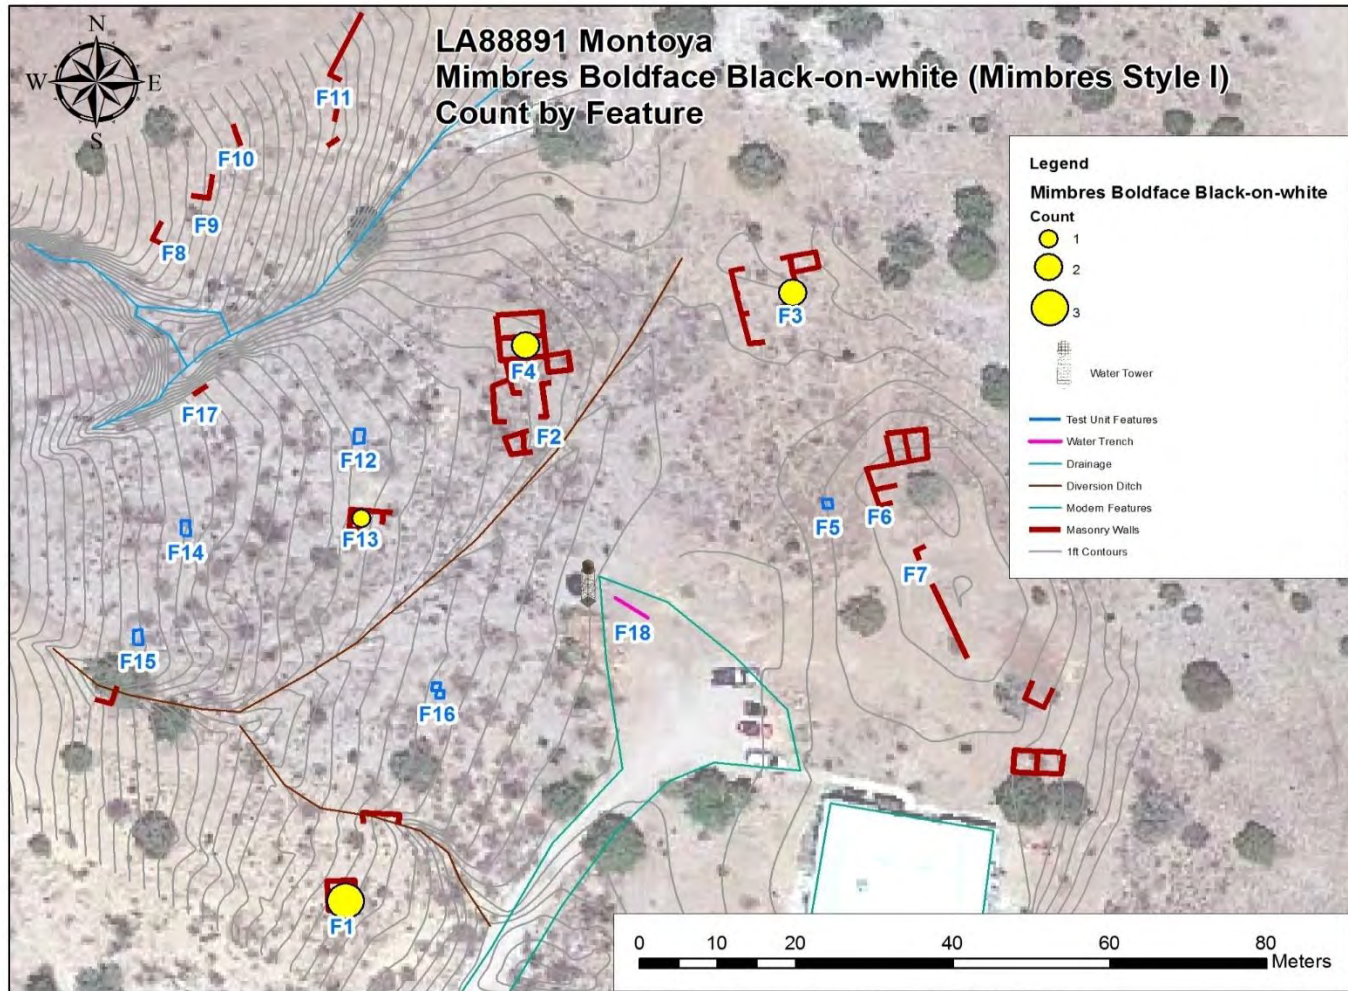 LA88891 Montoya
Mimbres Boldface Black-on-white (Mimbres Style I)
Count by Feature
N
W E
S
F11
F10
F9
F8
F3
F4
F17
F2
F12
F13
F14
F5
F6
F7
F18
F15
F16
F1
Legend
Mimbres Boldface Black-on-white
Count
1
2
3
Water Tower
Test Unit Features
Water Trench
Drainage
Diversion Ditch
Modern Features
Masonry Walls
1ft Contours
0 10 20 40 60 80
Meters